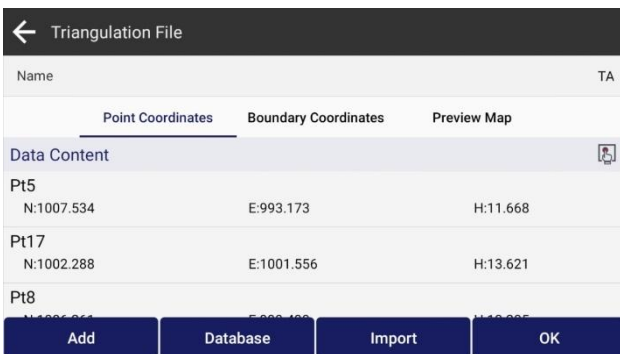 Triangulation File
Name TA
Point Coordinates Boundary Coordinates Preview Map
Data Content
Pt5
N:1007.534 E:993.173 H:11.668
Pt17
N:1002.288 E:1001.556 H:13.621
Pt8
Add Database Import OK